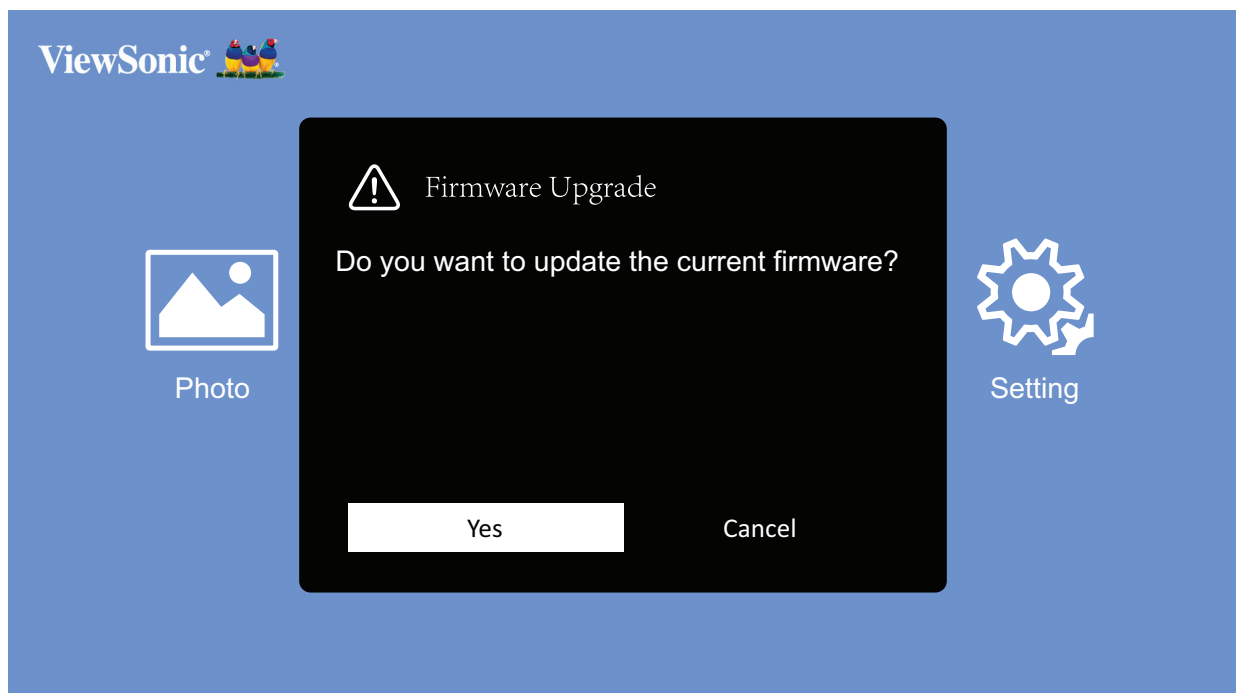 ViewSonic®
Firmware Upgrade
Do you want to update the current firmware?
Photo
Setting
Yes
Cancel